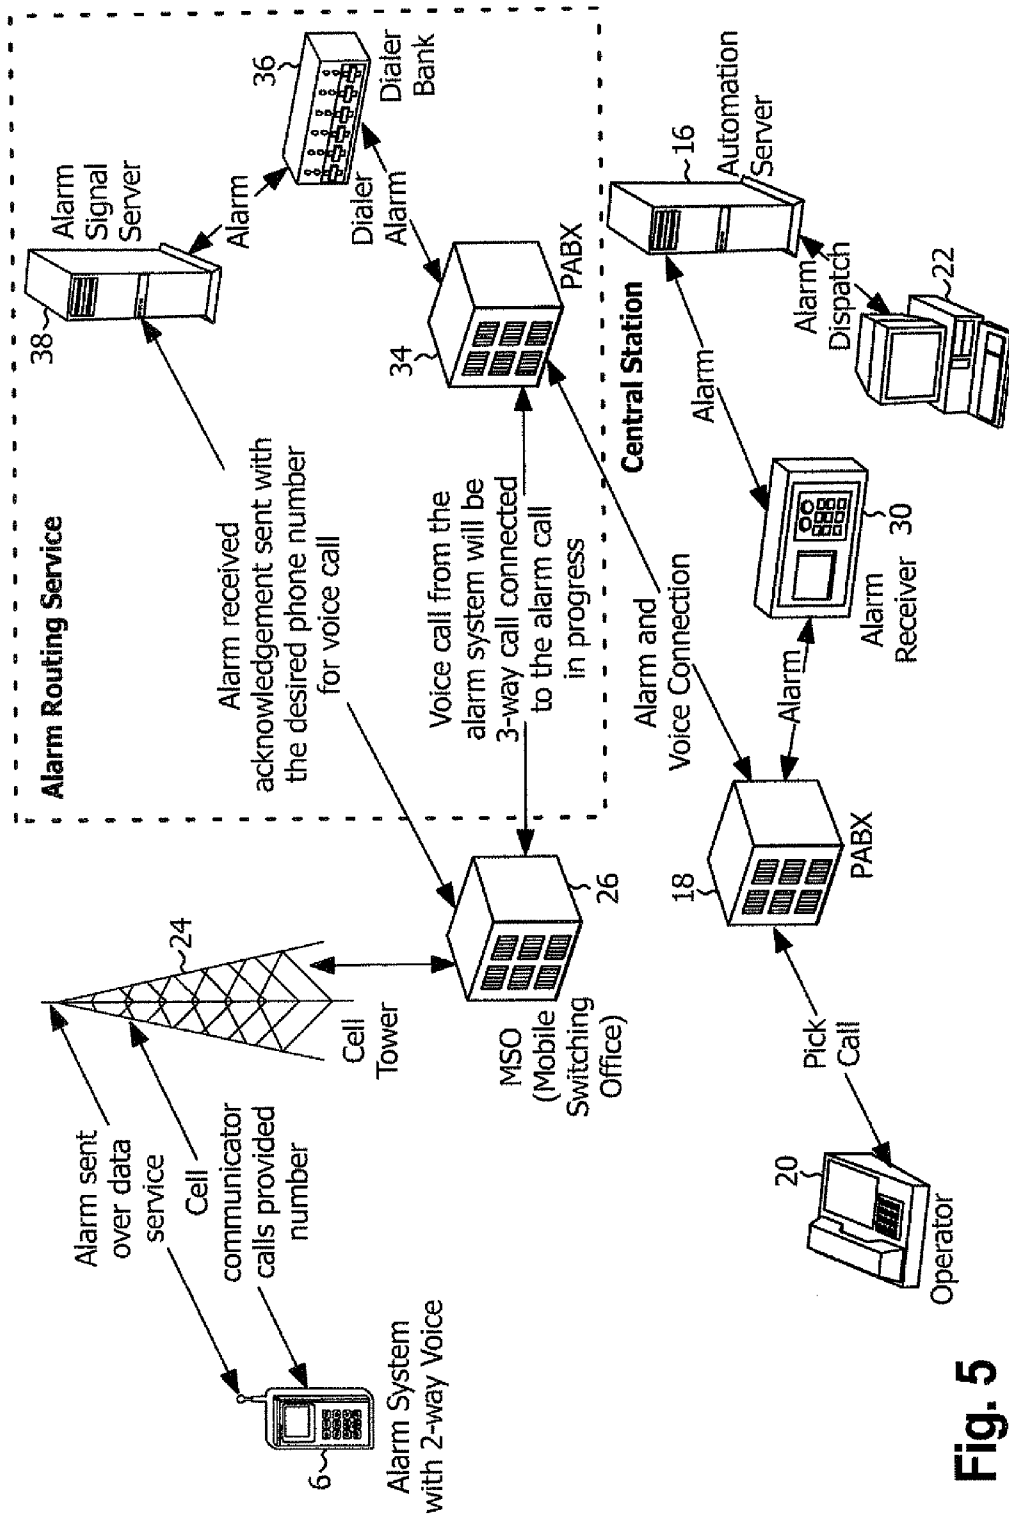 Alarm Routing Service
38
Alarm
Signal
Server
Alarm
36
Dialer
Bank
Dialer
Alarm
34
PABX
Alarm received
acknowledgement sent with
the desired phone number
for voice call
Voice call from the
alarm system will be
3-way call connected
to the alarm call
in progress
Alarm sent
over data
service
Cell
communicator
calls provided
number
24
Cell
Tower
6
Alarm System
with 2-way Voice
26
MSO
(Mobile
Switching
Office)
Alarm and
Voice Connection
Central Station
16
Automation
Server
Alarm
Alarm
Dispatch
22
30
Alarm
Receiver
Alarm
18
PABX
Pick
Call
20
Operator
Fig. 5